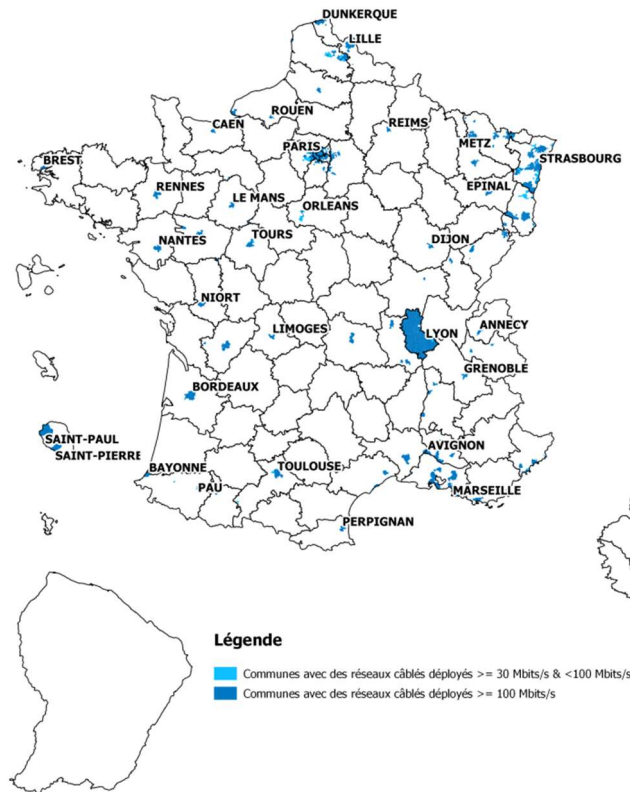 DUNKERQUE
LILLE
ROUEN
CAEN
REIMS
PARIS
METZ
STRASBOURG
BREST
RENNES
LE MANS
ORLEANS
EPINAL
NANTES
TOURS
DIJON
NIORT
LIMOGES
LYON
ANNECY
GRENOBLE
BORDEAUX
SAINT-PAUL
SAINT-PIERRE
AVIGNON
BAYONNE
TOULOUSE
PAU
MARSEILLE
PERPIGNAN
Légende
Communes avec des réseaux câblés déployés >= 30 Mbits/s & <100 Mbits/s
Communes avec des réseaux câblés déployés >= 100 Mbits/s